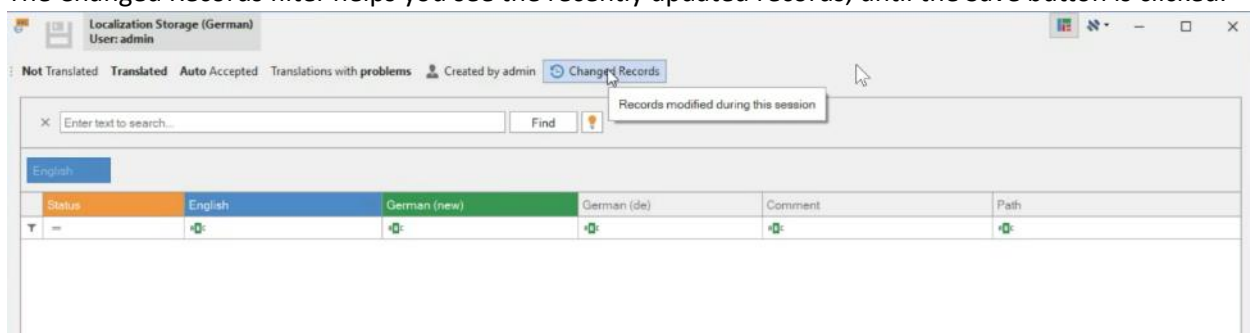 The Changed Records filter helps you see the recently updated records, until the Save button is clicked.
Localization Storage (German)
User: admin
Not Translated Translated Auto Accepted Translations with problems Created by admin Changed Records
Records modified during this session
Enter text to search... Find
English
Status English German (new) German (de) Comment Path